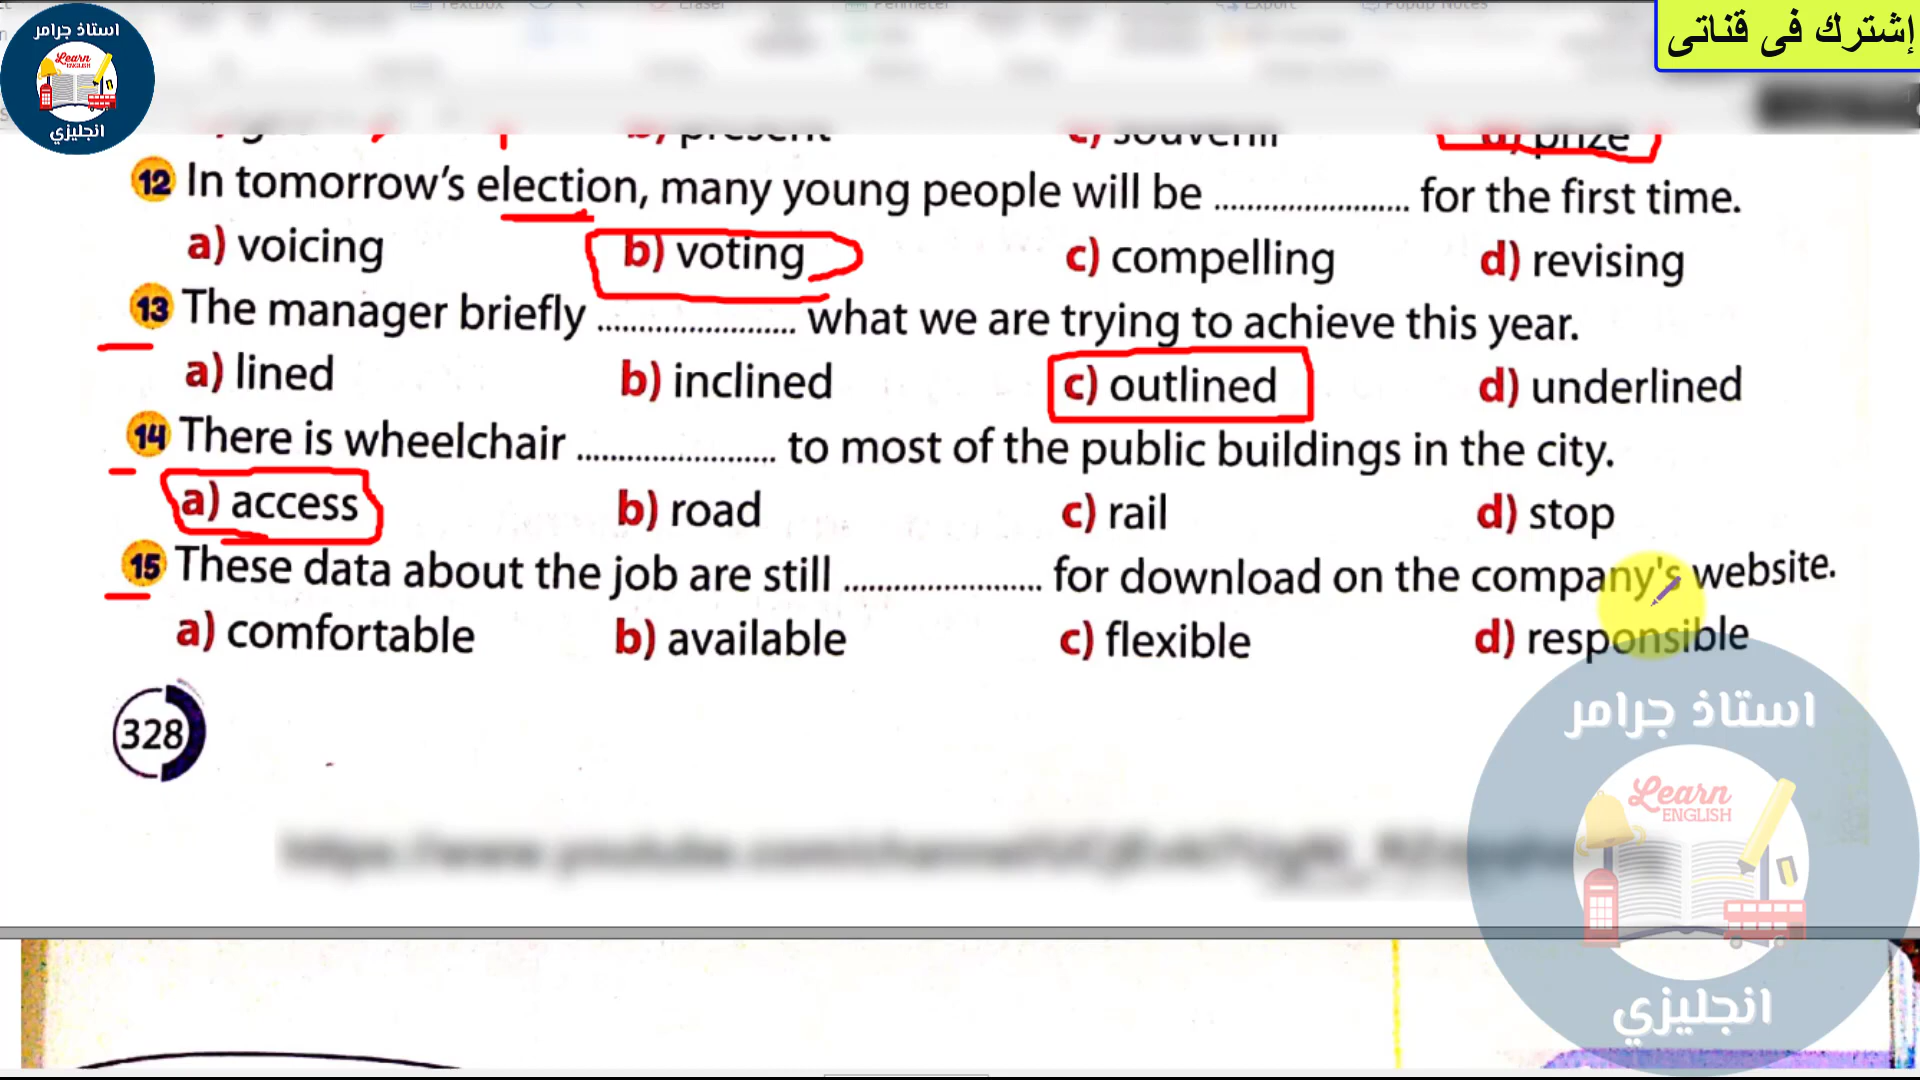 استاذ جرامر
Learn
ENGLISH
انجليزي
إشترك فى قناتى
b) present
c) souvenir
d) prize
12 In tomorrow's election, many young people will be ........................ for the first time.
a) voicing b) voting c) compelling d) revising
13 The manager briefly ........................ what we are trying to achieve this year.
a) lined b) inclined c) outlined d) underlined
14 There is wheelchair ........................ to most of the public buildings in the city.
a) access b) road c) rail d) stop
15 These data about the job are still ........................ for download on the company's website.
a) comfortable b) available c) flexible d) responsible
328
استاذ جرامر
Learn
ENGLISH
انجليزي